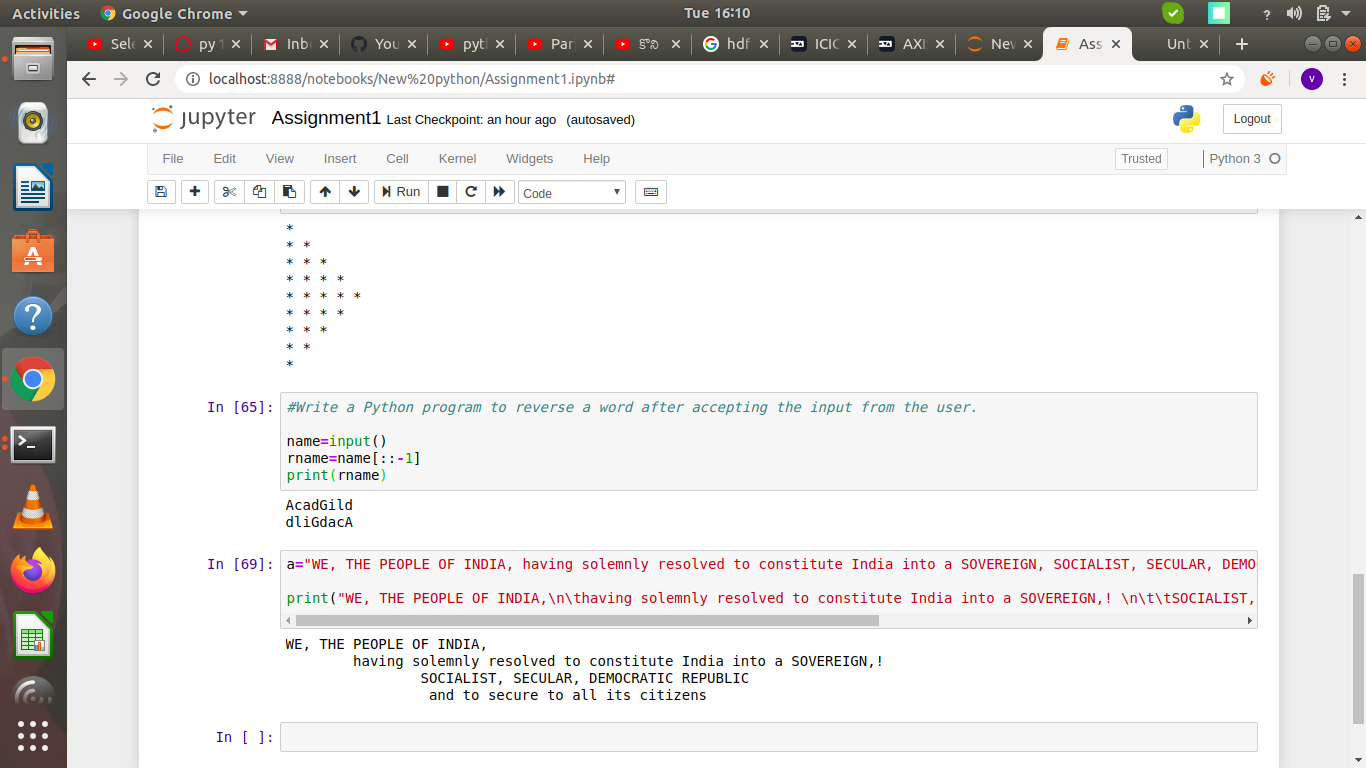 Activities Google Chrome Tue 16:10 ?
Sele py 1 Inb You pyth Par కొని hdf ICIC AXI Nev Ass Unt
localhost:8888/notebooks/New%20python/Assignment1.ipynb# V
jupyter Assignment1 Last Checkpoint: an hour ago (autosaved) Logout
File Edit View Insert Cell Kernel Widgets Help Trusted Python 3
Run Code
*
* *
* * *
* * * *
* * * * *
* * * *
* * *
* *
*
In [65]: #Write a Python program to reverse a word after accepting the input from the user.
name=input()
rname=name[::-1]
print(rname)
AcadGild
dliGdacA
In [69]: a="WE, THE PEOPLE OF INDIA, having solemnly resolved to constitute India into a SOVEREIGN, SOCIALIST, SECULAR, DEMO
print("WE, THE PEOPLE OF INDIA,\n\thaving solemnly resolved to constitute India into a SOVEREIGN,! \n\t\tSOCIALIST,
WE, THE PEOPLE OF INDIA,
having solemnly resolved to constitute India into a SOVEREIGN,!
SOCIALIST, SECULAR, DEMOCRATIC REPUBLIC
and to secure to all its citizens
In [ ]: